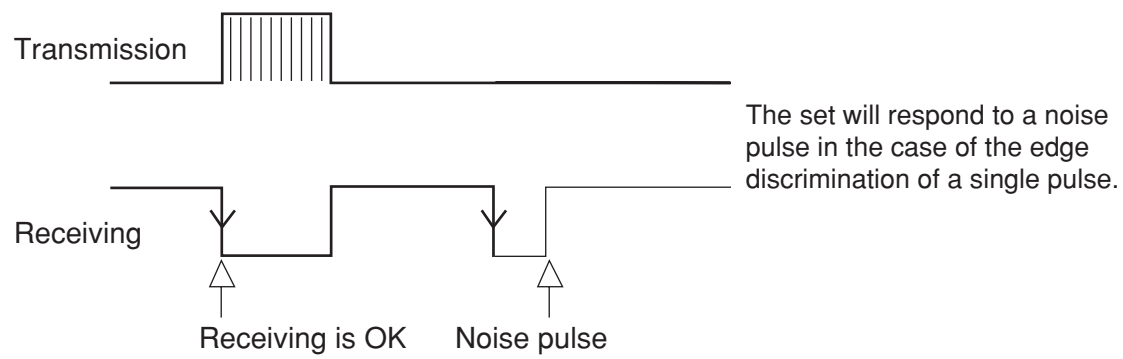 Transmission
The set will respond to a noise
pulse in the case of the edge
discrimination of a single pulse.
Receiving
Receiving is OK
Noise pulse